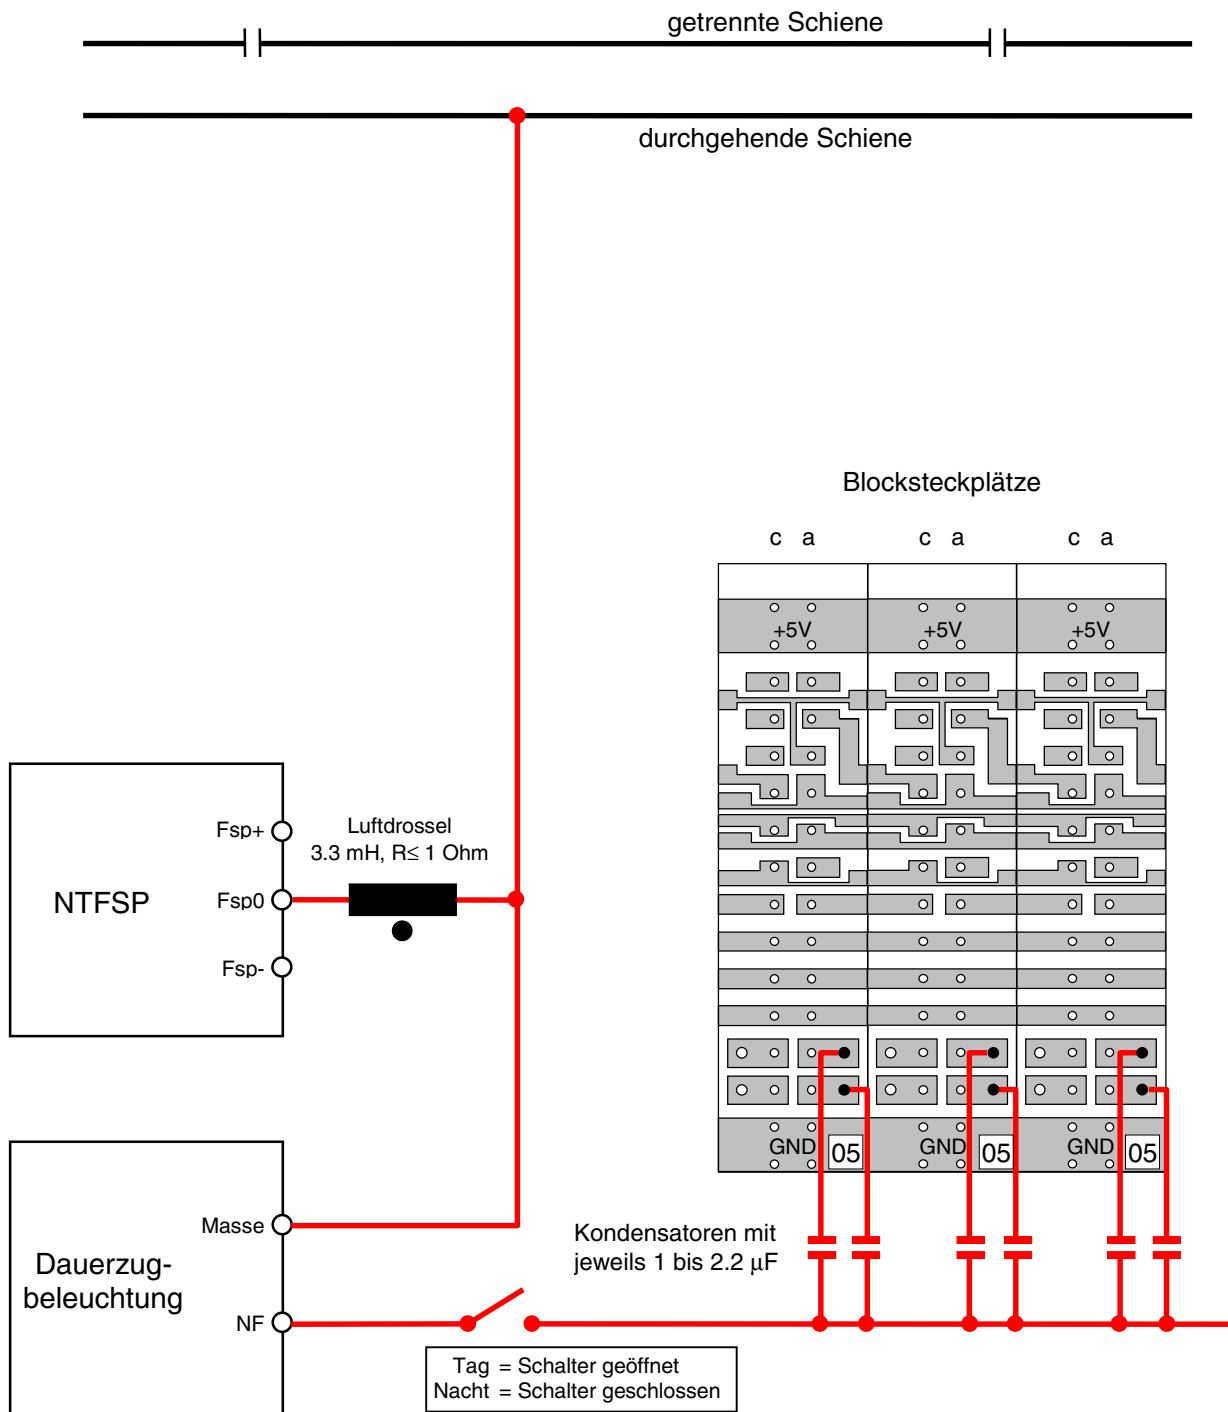 getrennte Schiene
durchgehende Schiene
Blocksteckplätze
c a c a c a
+5V +5V +5V
Luftdrossel
3.3 mH, R≤ 1 Ohm
NTFSP
Fsp+
Fsp0
Fsp-
GND 05 GND 05 GND 05
Kondensatoren mit
jeweils 1 bis 2.2 μF
Dauerzug-
beleuchtung
Masse
NF
Tag = Schalter geöffnet
Nacht = Schalter geschlossen